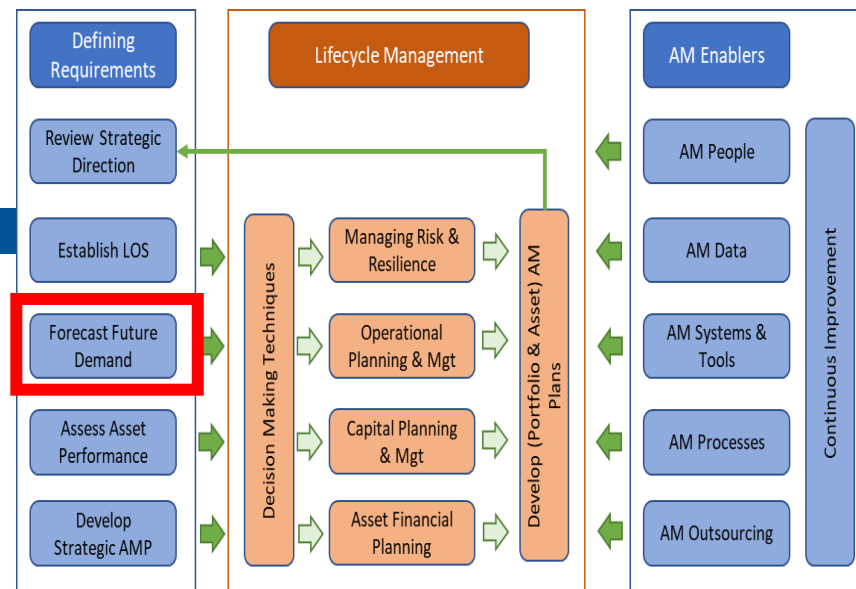 Defining
Requirements
Review Strategic
Direction
Establish LOS
Forecast Future
Demand
Assess Asset
Performance
Develop
Strategic AMP
Lifecycle Management
Decision Making Techniques
Managing Risk &
Resilience
Operational
Planning & Mgt
Capital Planning
& Mgt
Asset Financial
Planning
Develop (Portfolio & Asset) AM
Plans
AM Enablers
AM People
AM Data
AM Systems &
Tools
AM Processes
AM Outsourcing
Continuous Improvement